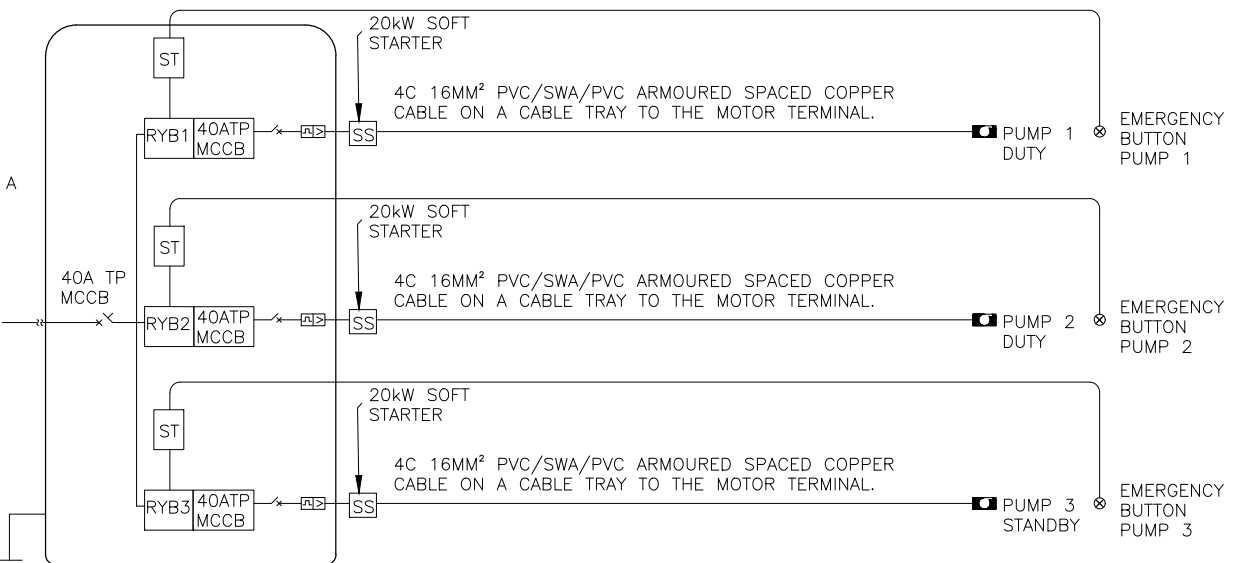 20kW SOFT
STARTER
ST
4C 16MM² PVC/SWA/PVC ARMOURED SPACED COPPER
CABLE ON A CABLE TRAY TO THE MOTOR TERMINAL.
RYB1
40ATP
MCCB
SS
PUMP 1
DUTY
EMERGENCY
BUTTON
PUMP 1
A
20kW SOFT
STARTER
ST
4C 16MM² PVC/SWA/PVC ARMOURED SPACED COPPER
CABLE ON A CABLE TRAY TO THE MOTOR TERMINAL.
40A TP
MCCB
RYB2
40ATP
MCCB
SS
PUMP 2
DUTY
EMERGENCY
BUTTON
PUMP 2
20kW SOFT
STARTER
ST
4C 16MM² PVC/SWA/PVC ARMOURED SPACED COPPER
CABLE ON A CABLE TRAY TO THE MOTOR TERMINAL.
RYB3
40ATP
MCCB
SS
PUMP 3
STANDBY
EMERGENCY
BUTTON
PUMP 3